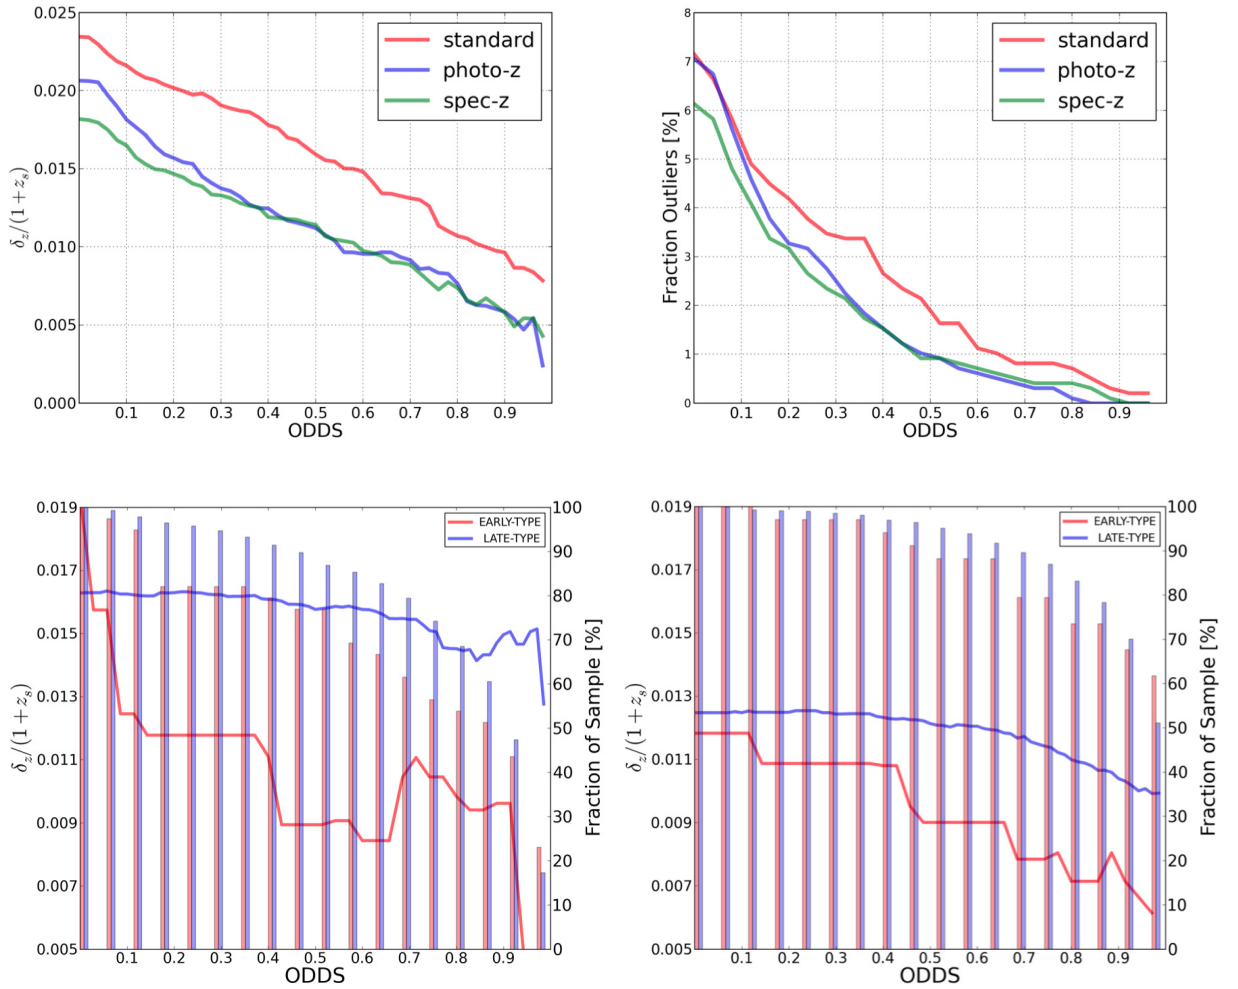 0.025
0.020
0.015
0.010
0.005
0.000
δz/(1+zs)
standard
photo-z
spec-z
0.1 0.2 0.3 0.4 0.5 0.6 0.7 0.8 0.9
ODDS
8
7
6
5
4
3
2
1
0
Fraction Outliers [%]
standard
photo-z
spec-z
0.1 0.2 0.3 0.4 0.5 0.6 0.7 0.8 0.9
ODDS
0.019
0.017
0.015
0.013
0.011
0.009
0.007
0.005
δz/(1+zs)
EARLY-TYPE
LATE-TYPE
100
90
80
70
60
50
40
30
20
10
0
Fraction of Sample [%]
0.1 0.2 0.3 0.4 0.5 0.6 0.7 0.8 0.9
ODDS
0.019
0.017
0.015
0.013
0.011
0.009
0.007
0.005
δz/(1+zs)
EARLY-TYPE
LATE-TYPE
100
90
80
70
60
50
40
30
20
10
0
Fraction of Sample [%]
0.1 0.2 0.3 0.4 0.5 0.6 0.7 0.8 0.9
ODDS